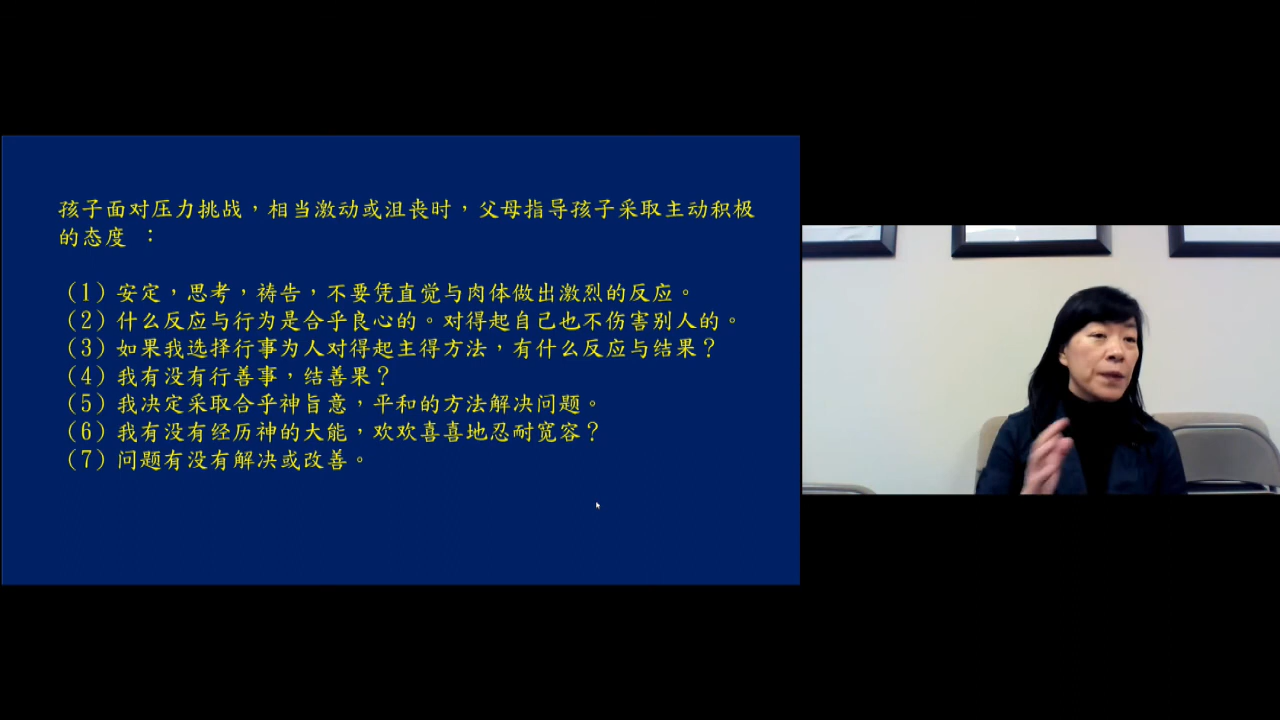 孩子面对压力挑战，相当激动或沮丧时，父母指导孩子采取主动积极
的态度 ：
（1）安定，思考，祷告，不要凭直觉与肉体做出激烈的反应。
（2）什么反应与行为是合乎良心的。对得起自己也不伤害别人的。
（3）如果我选择行事为人对得起主得方法，有什么反应与结果？
（4）我有没有行善事，结善果？
（5）我决定采取合乎神旨意，平和的方法解决问题。
（6）我有没有经历神的大能，欢欢喜喜地忍耐宽容？
（7）问题有没有解决或改善。